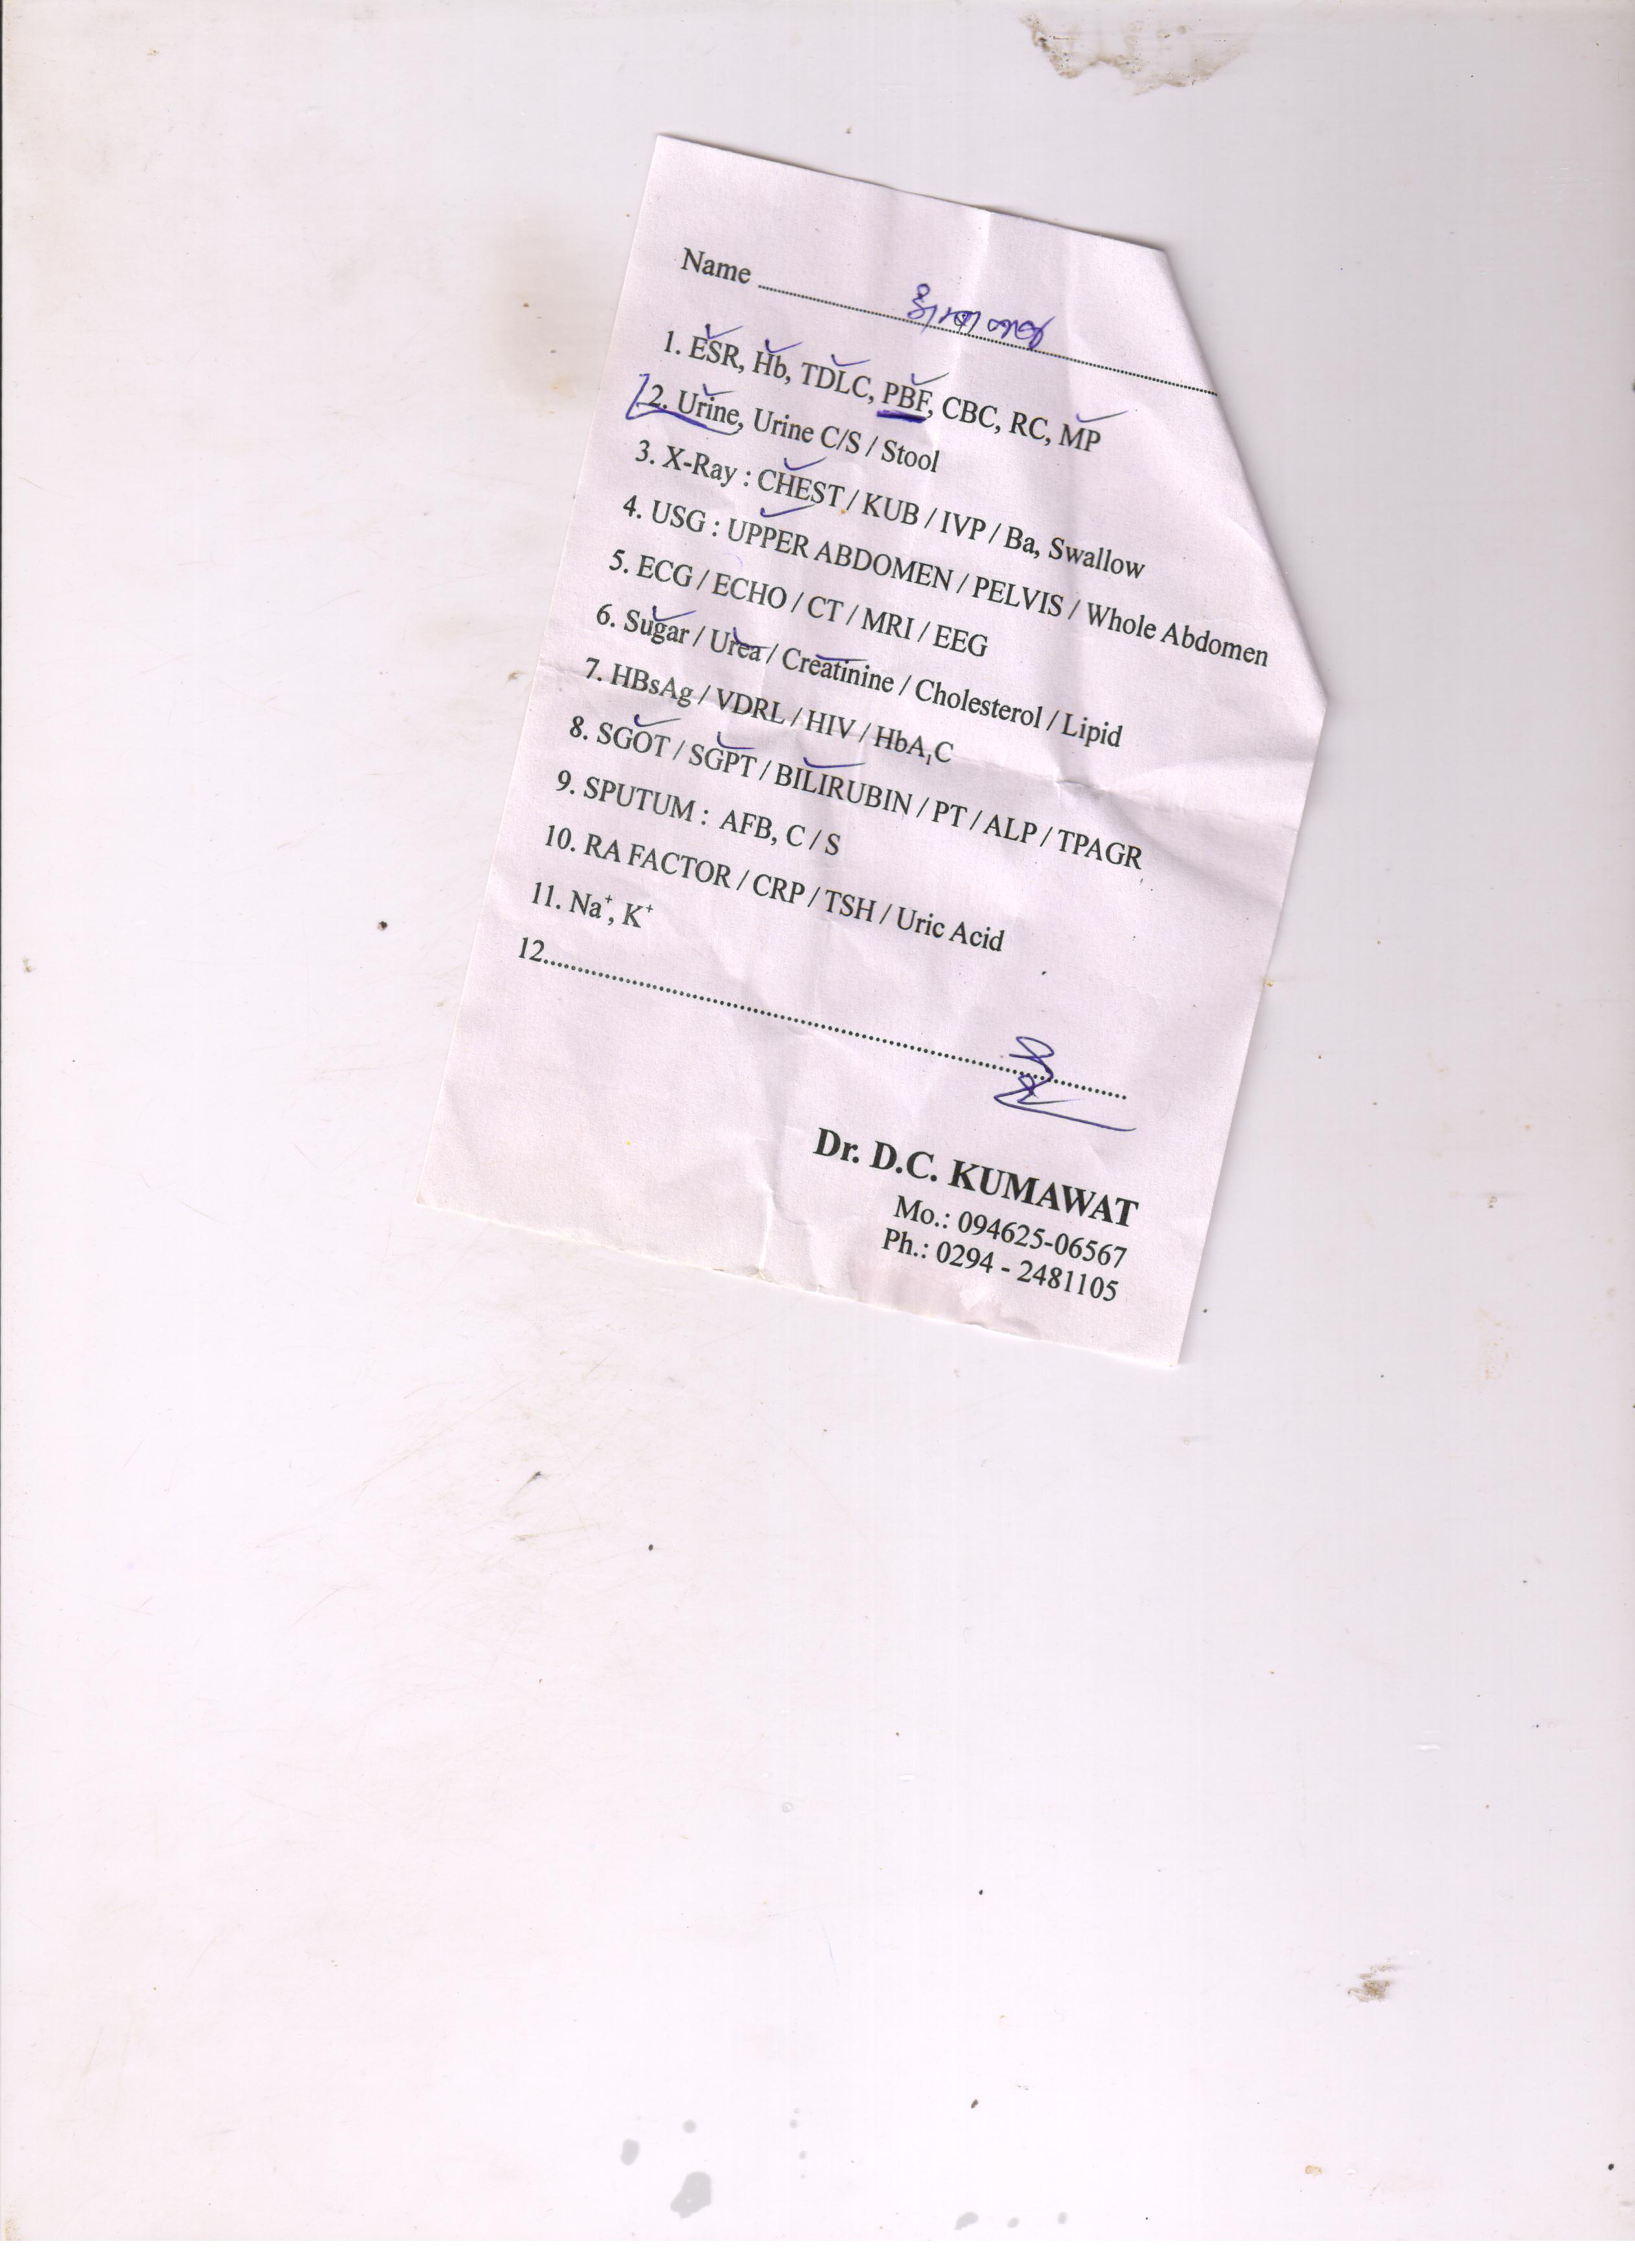 Name
1. ESR, Hb, TDLC, PBF, CBC, RC, MP
2. Urine, Urine C/S / Stool
3. X-Ray : CHEST / KUB / IVP / Ba, Swallow
4. USG : UPPER ABDOMEN / PELVIS / Whole Abdomen
5. ECG / ECHO / CT / MRI / EEG
6. Sugar / Urea / Creatinine / Cholesterol / Lipid
7. HBsAg / VDRL / HIV / HbA₁C
8. SGOT / SGPT / BILIRUBIN / PT / ALP / TPAGR
9. SPUTUM : AFB, C / S
10. RA FACTOR / CRP / TSH / Uric Acid
11. Na⁺, K⁺
12.
Dr. D.C. KUMAWAT
Mo.: 094625-06567
Ph.: 0294 - 2481105